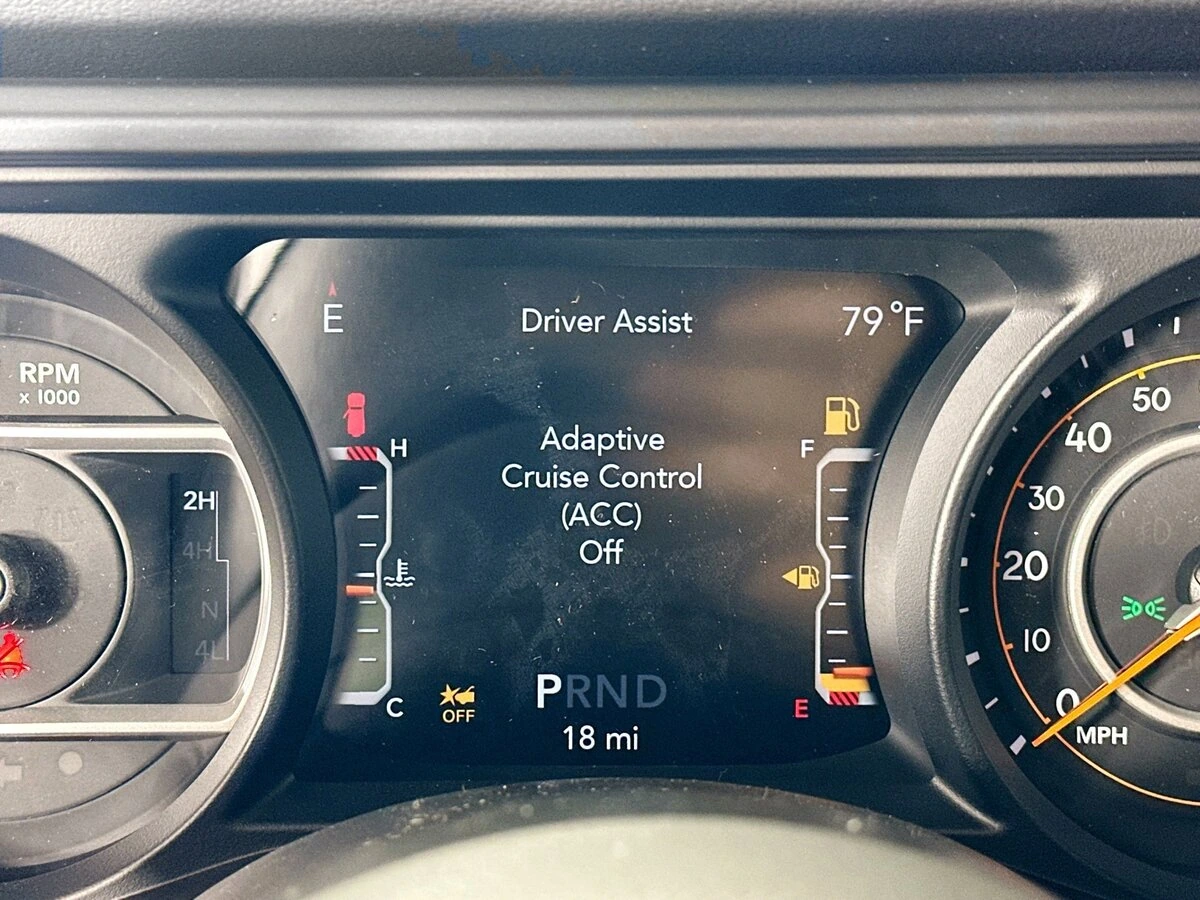 E
Driver Assist
79°F
RPM
x 1000
50
H
F
Adaptive
Cruise Control
(ACC)
Off
40
30
2H
4H
N
4L
20
10
C
OFF
PRND
E
0
MPH
18 mi